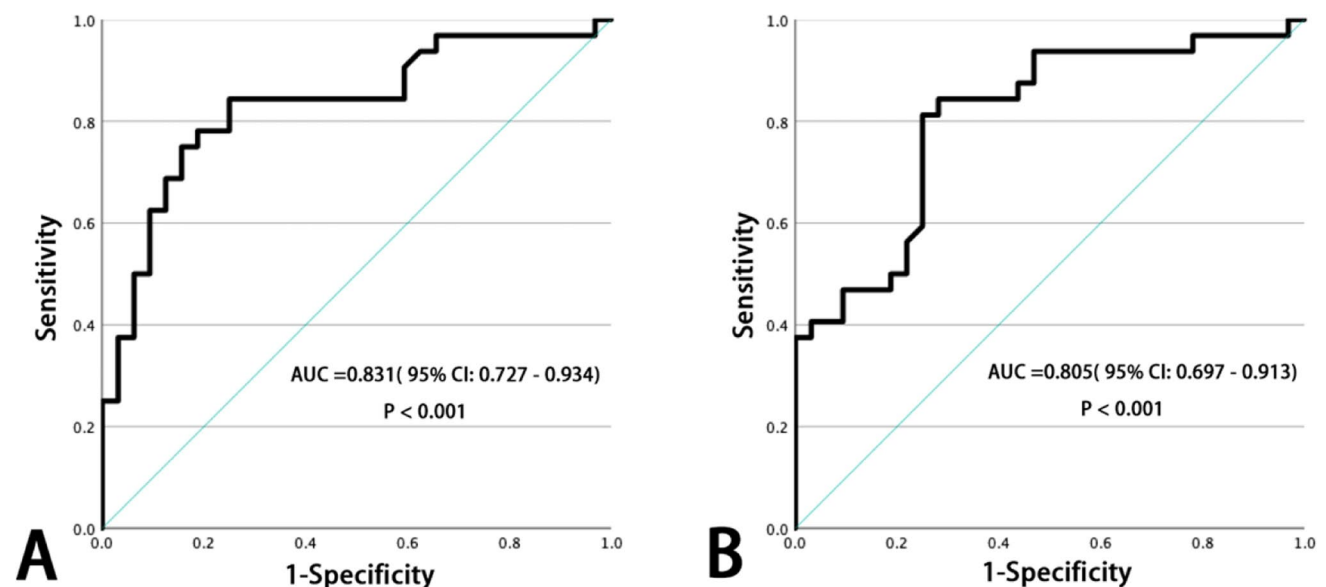 1.0
0.8
0.6
0.4
0.2
0.0
Sensitivity
AUC =0.831( 95% CI: 0.727 - 0.934)
P < 0.001
0.0 0.2 0.4 0.6 0.8 1.0
1-Specificity
A
1.0
0.8
0.6
0.4
0.2
0.0
Sensitivity
AUC =0.805( 95% CI: 0.697 - 0.913)
P < 0.001
0.0 0.2 0.4 0.6 0.8 1.0
1-Specificity
B